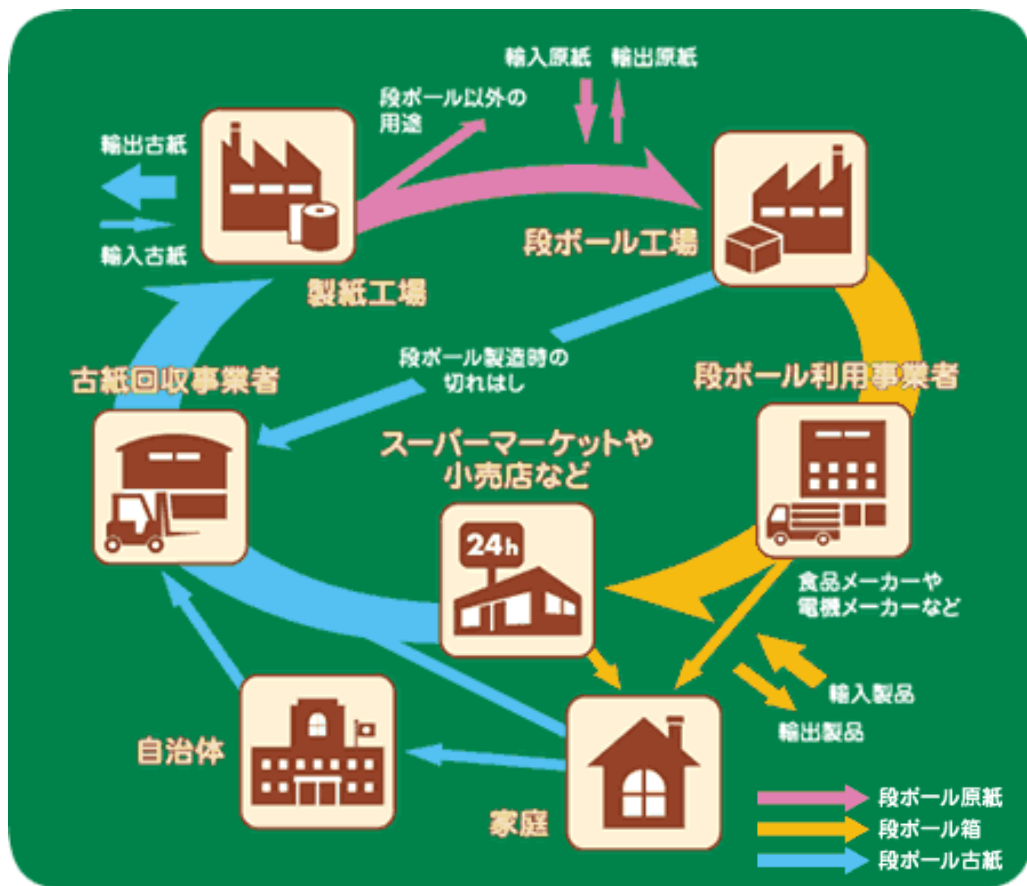 輸入原紙 輸出原紙
段ボール以外の
用途
輸出古紙
輸入古紙
製紙工場
段ボール工場
段ボール製造時の
切れはし
古紙回収事業者
段ボール利用事業者
スーパーマーケットや
小売店など
24h
食品メーカーや
電機メーカーなど
輸入製品
輸出製品
自治体
家庭
段ボール原紙
段ボール箱
段ボール古紙